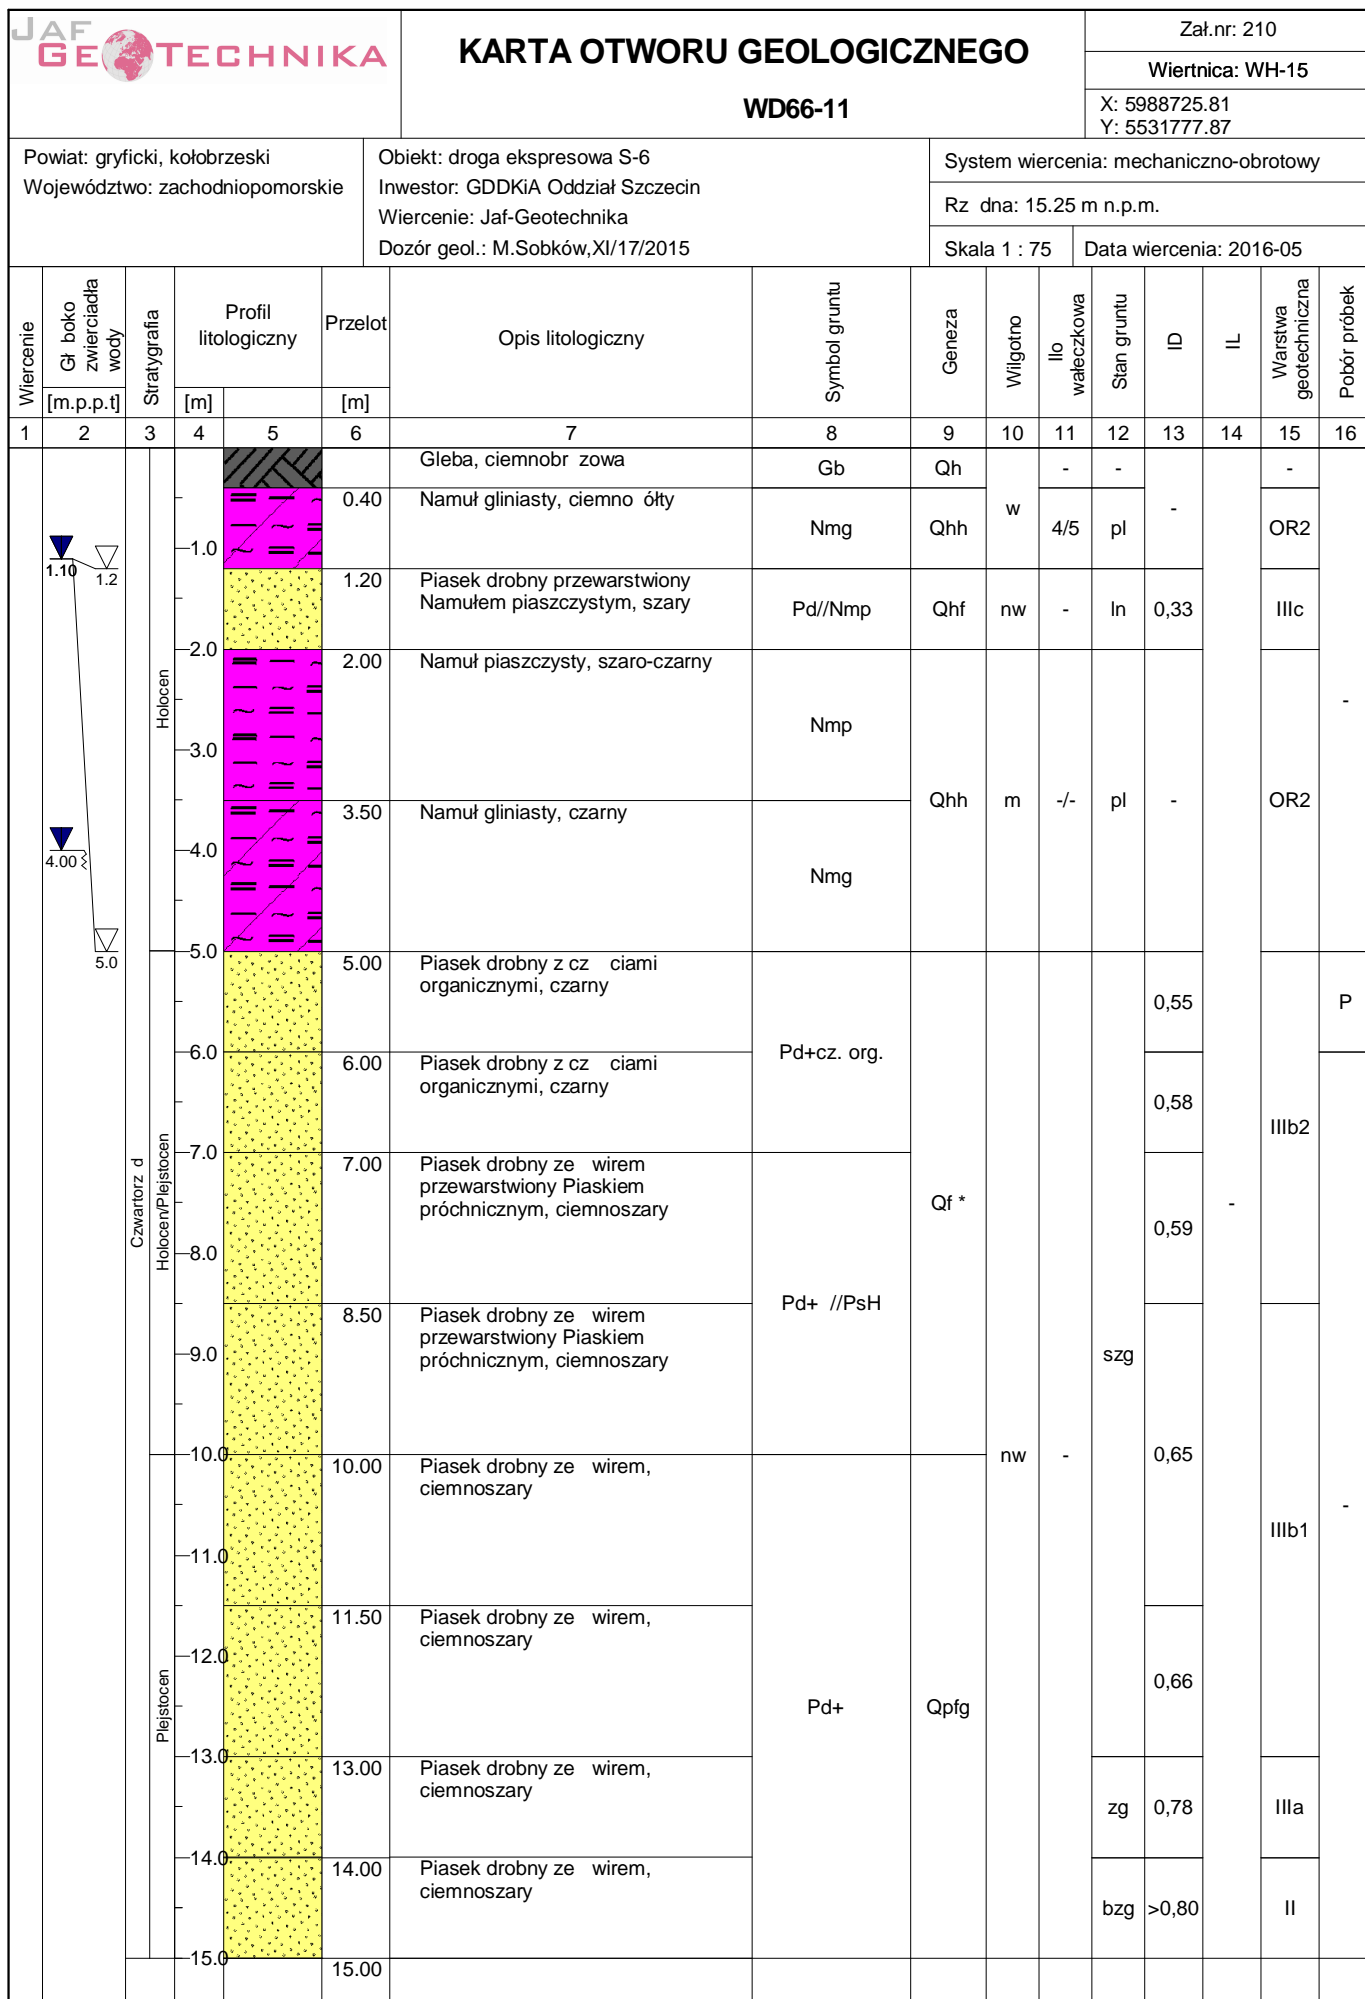 JAF
GEOTECHNIKA
KARTA OTWORU GEOLOGICZNEGO
WD66-11
Zał.nr: 210
Wiertnica: WH-15
X: 5988725.81
Y: 5531777.87
Powiat: gryficki, kołobrzeski
Województwo: zachodniopomorskie
Obiekt: droga ekspresowa S-6
Inwestor: GDDKiA Oddział Szczecin
Wiercenie: Jaf-Geotechnika
Dozór geol.: M.Sobków,XI/17/2015
System wiercenia: mechaniczno-obrotowy
Rz dna: 15.25 m n.p.m.
Skala 1 : 75
Data wiercenia: 2016-05
Wiercenie
Gł boko
zwierciadła
wody
[m.p.p.t]
Stratygrafia
Profil
litologiczny
[m]
Przelot
[m]
Opis litologiczny
Symbol gruntu
Geneza
Wilgotno
Ilo
wałeczkowa
Stan gruntu
ID
IL
Warstwa
geotechniczna
Pobór próbek
1 2 3 4 5 6 7 8 9 10 11 12 13 14 15 16
Gleba, ciemnobr zowa
Gb Qh - - -
0.40 Namuł gliniasty, ciemno ółty
Nmg Qhh w 4/5 pl - OR2
1.0
1.10 1.2
1.20 Piasek drobny przewarstwiony
Namułem piaszczystym, szary
Pd//Nmp Qhf nw - ln 0,33 IIIc
2.0
2.00 Namuł piaszczysty, szaro-czarny
Holocen
Nmp
-
3.0
Qhh m -/- pl - OR2
3.50 Namuł gliniasty, czarny
4.0
4.00
Nmg
5.0
5.0
5.00 Piasek drobny z cz ciami
organicznymi, czarny
0,55 P
Pd+cz. org.
6.0
6.00 Piasek drobny z cz ciami
organicznymi, czarny
0,58
IIIb2
7.0
7.00 Piasek drobny ze wirem
przewarstwiony Piaskiem
próchnicznym, ciemnoszary
Czwartorz d
Holocen/Plejstocen
Qf *
0,59
-
8.0
Pd+ //PsH
8.50 Piasek drobny ze wirem
przewarstwiony Piaskiem
próchnicznym, ciemnoszary
9.0
szg
10.0
nw - 0,65
10.00 Piasek drobny ze wirem,
ciemnoszary
-
11.0
IIIb1
11.50 Piasek drobny ze wirem,
ciemnoszary
12.0
0,66
Plejstocen
Pd+ Qpfg
13.0
13.00 Piasek drobny ze wirem,
ciemnoszary
zg 0,78 IIIa
14.0
14.00 Piasek drobny ze wirem,
ciemnoszary
bzg >0,80 II
15.0
15.00